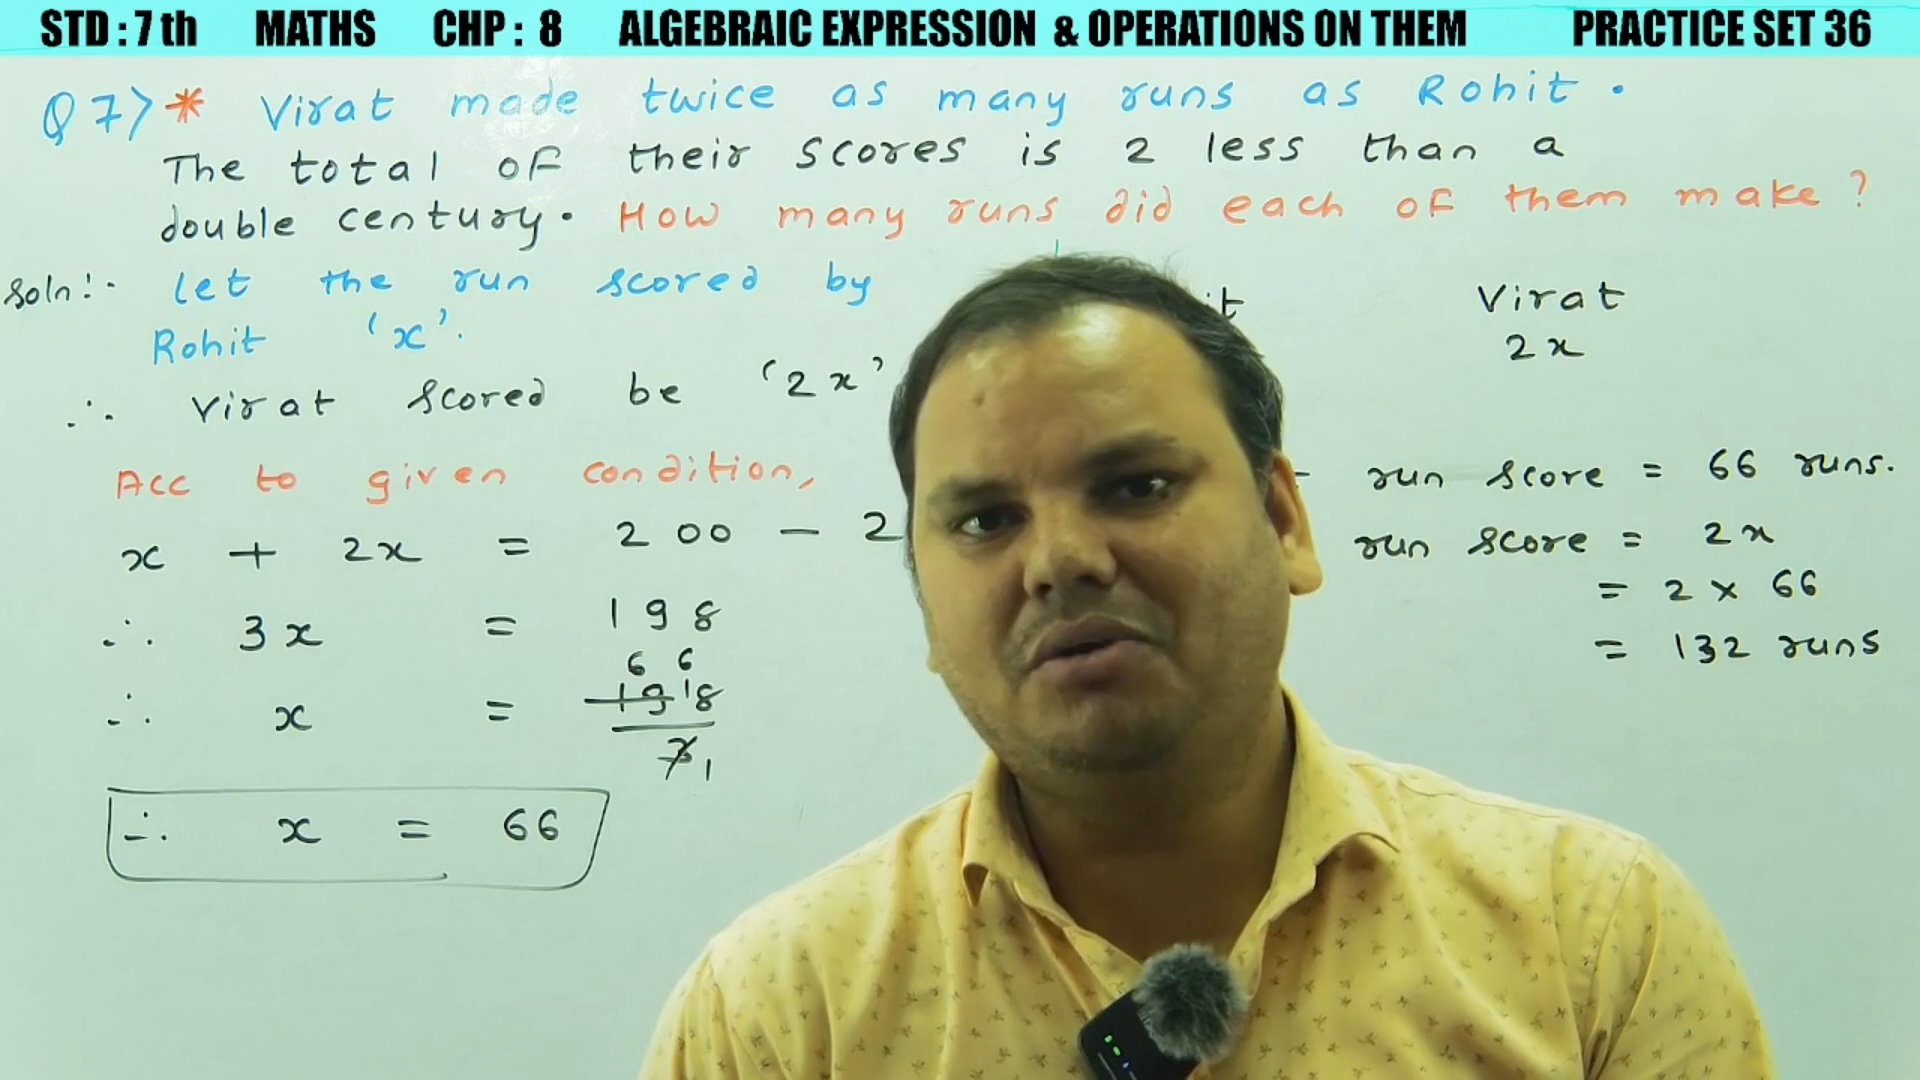 STD : 7 th MATHS CHP : 8 ALGEBRAIC EXPRESSION & OPERATIONS ON THEM PRACTICE SET 36
Q 7) * Virat made twice as many runs as Rohit .
The total of their scores is 2 less than a
double century. How many runs did each of them make ?
Soln:- Let the run scored by
Rohit 'x'.
∴ Virat scored be '2x'
Acc to given condition,
x + 2x = 200 - 2
∴ 3x = 198
66
∴ x = 198
3 1
∴ x = 66
Virat
2x
run score = 66 runs.
run score = 2x
= 2 × 66
= 132 runs